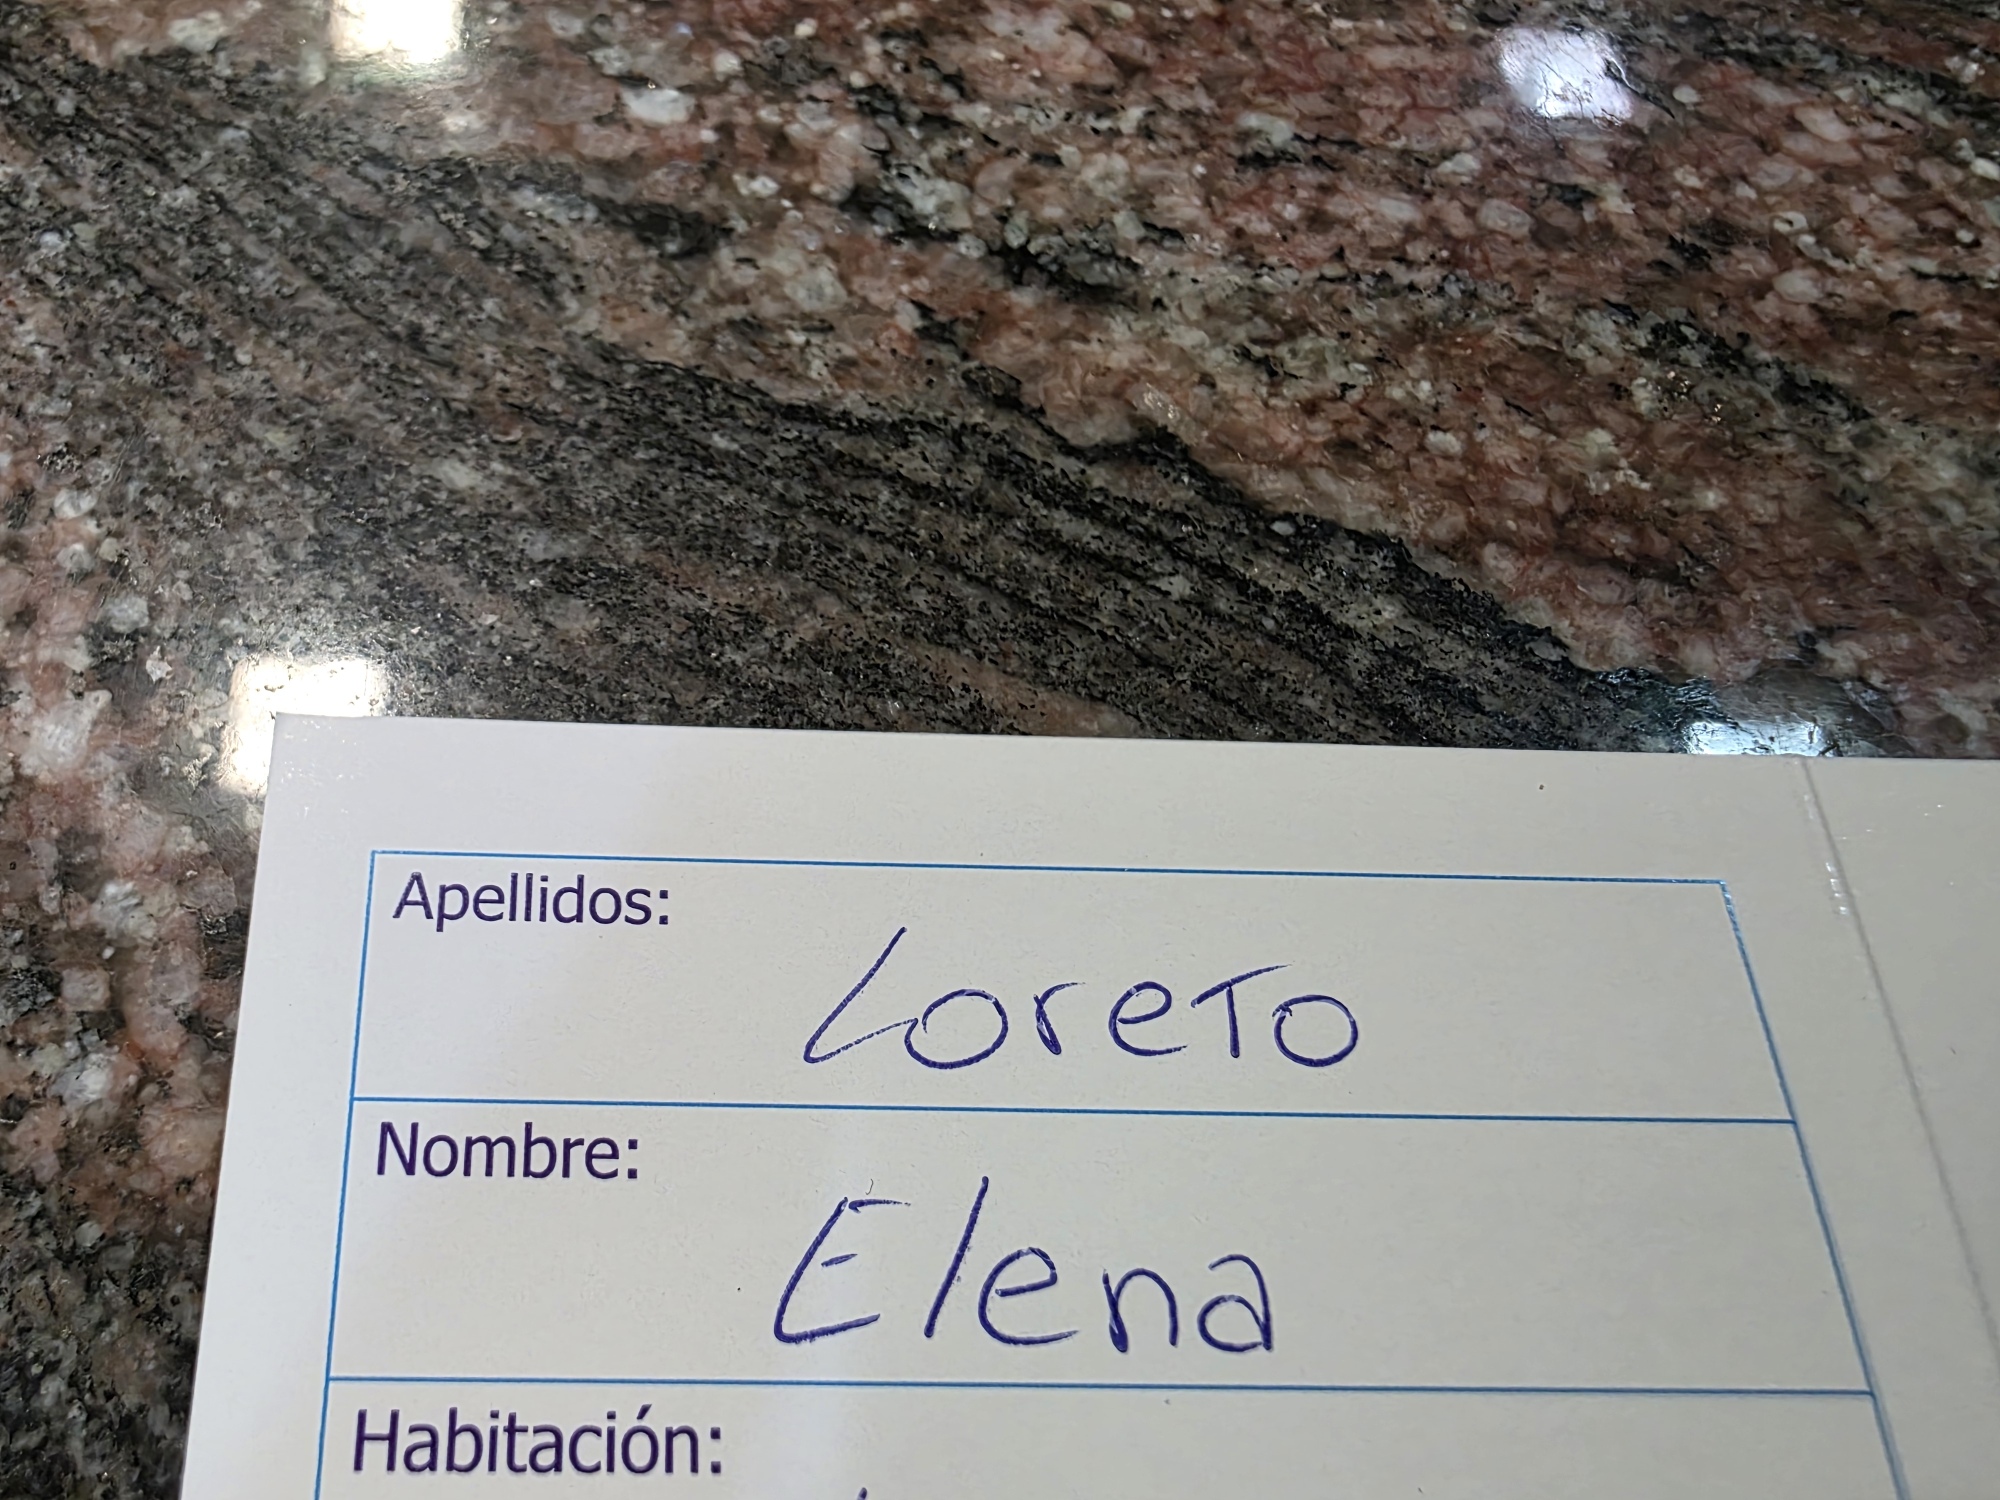 Apellidos:
Loreto
Nombre:
Elena
Habitación: